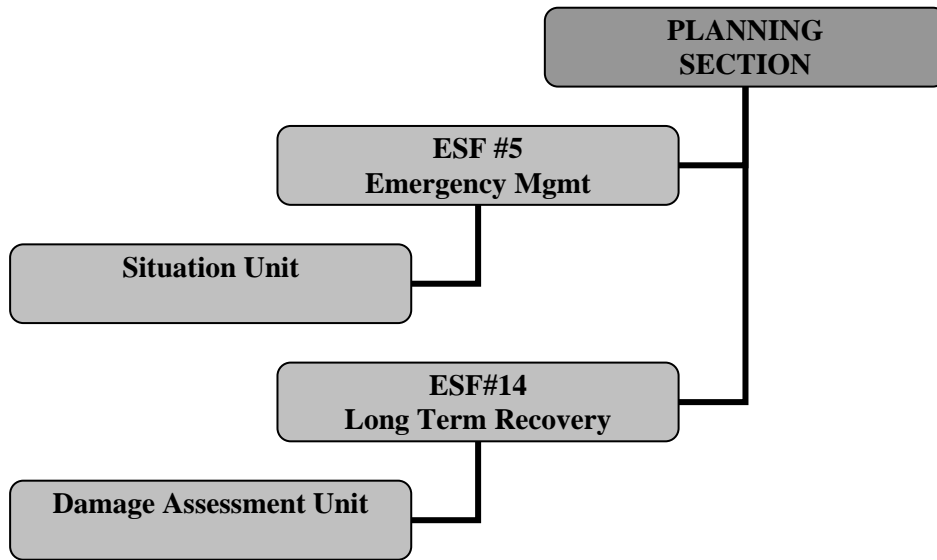 PLANNING
SECTION
ESF #5
Emergency Mgmt
Situation Unit
ESF#14
Long Term Recovery
Damage Assessment Unit